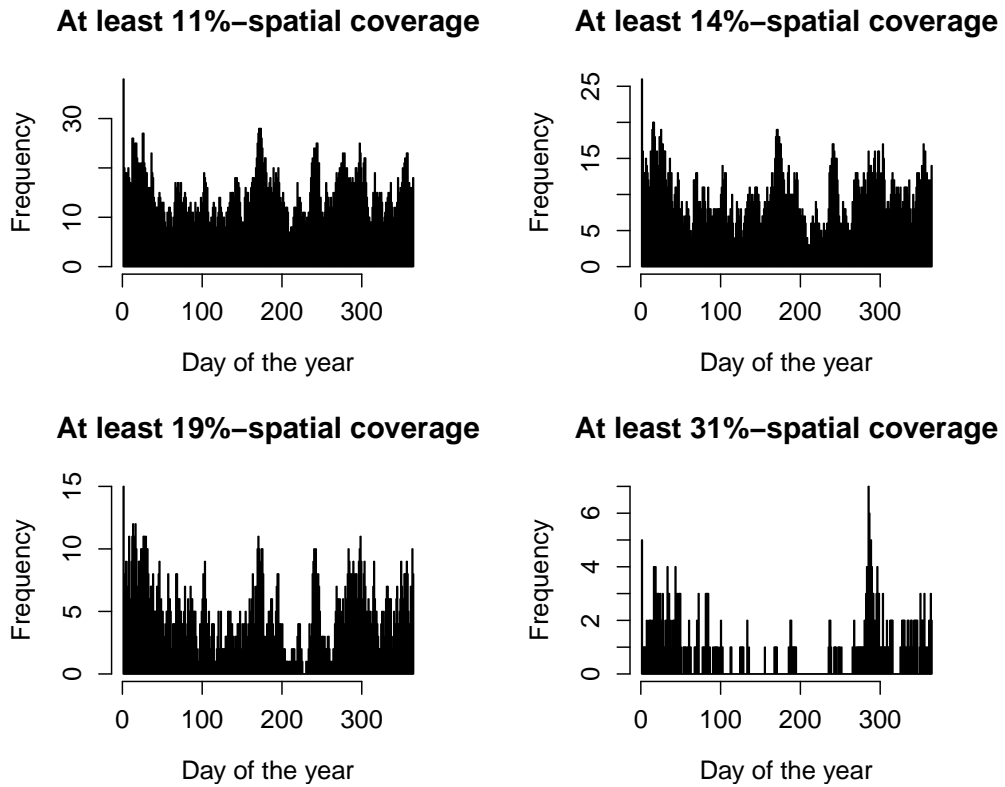 At least 11%−spatial coverage
Frequency
0 10 30
0 100 200 300
Day of the year
At least 14%−spatial coverage
Frequency
0 5 15 25
0 100 200 300
Day of the year
At least 19%−spatial coverage
Frequency
0 5 10 15
0 100 200 300
Day of the year
At least 31%−spatial coverage
Frequency
0 2 4 6
0 100 200 300
Day of the year